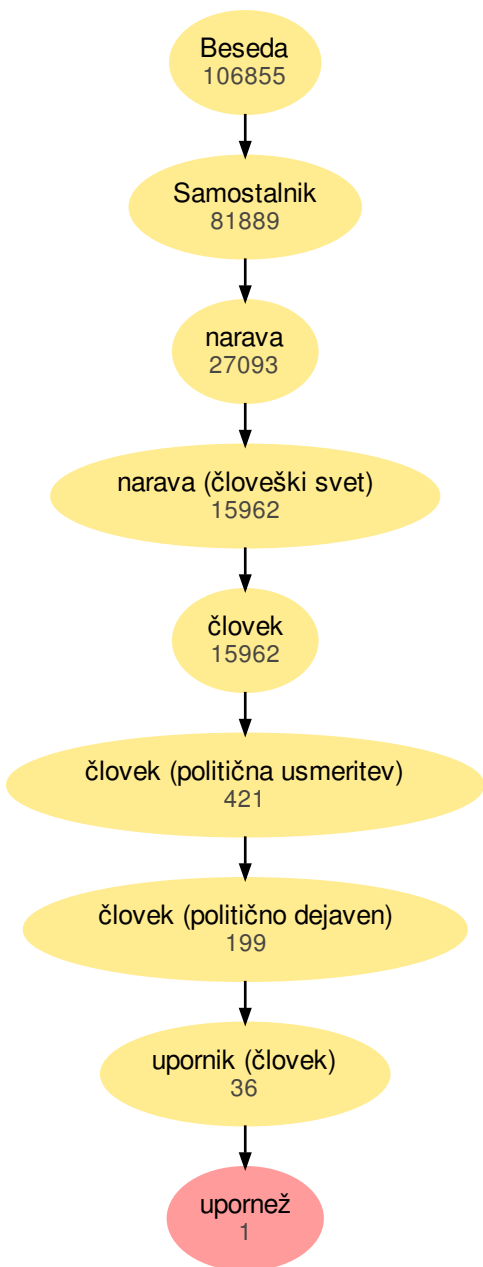 Beseda
106855
Samostalnik
81889
narava
27093
narava (človeški svet)
15962
človek
15962
človek (politična usmeritev)
421
človek (politično dejaven)
199
upornik (človek)
36
upornež
1